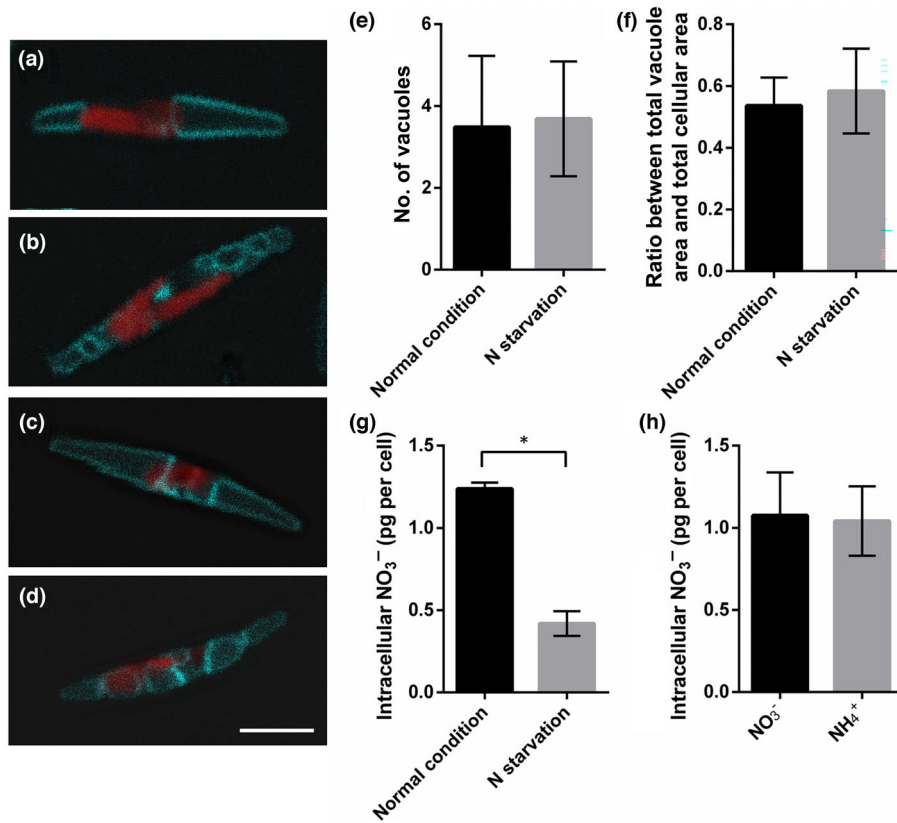 (a)
(b)
(c)
(d)
(e)
No. of vacuoles
6
4
2
0
Normal condition
N starvation
(f)
Ratio between total vacuole
area and total cellular area
0.8
0.6
0.4
0.2
0.0
Normal condition
N starvation
(g)
Intracellular NO₃⁻ (pg per cell)
1.5
1.0
0.5
0.0
*
Normal condition
N starvation
(h)
Intracellular NO₃⁻ (pg per cell)
1.5
1.0
0.5
0.0
NO₃⁻
NH₄⁺